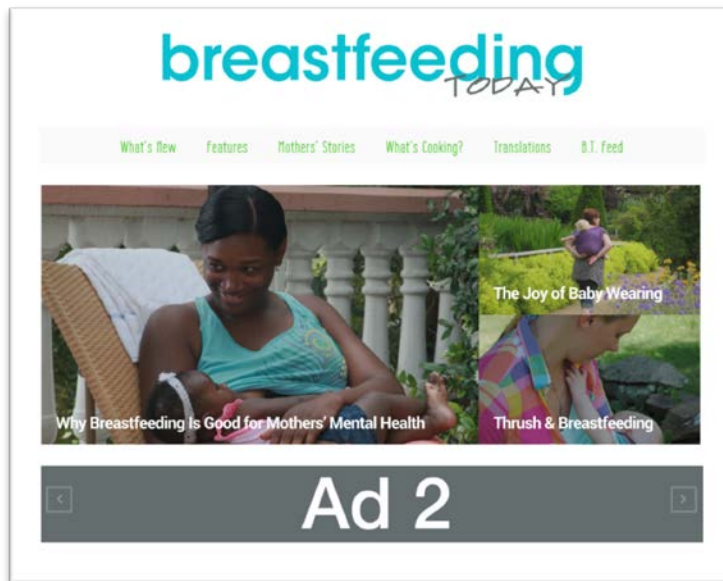 breastfeeding
TODAY
What's New Features Mothers' Stories What's Cooking? Translations B.T. Feed
The Joy of Baby Wearing
Why Breastfeeding Is Good for Mothers' Mental Health
Thrush & Breastfeeding
Ad 2